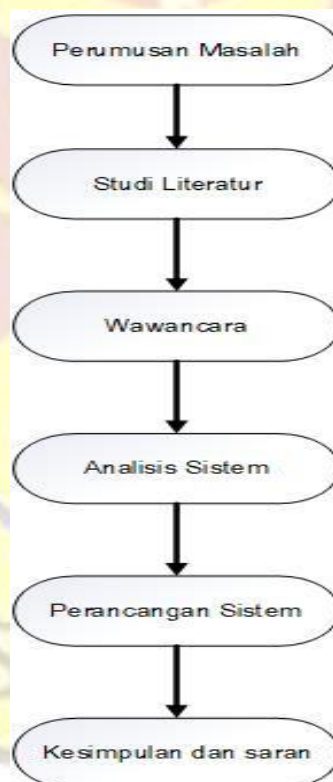 Perumusan Masalah
Studi Literatur
Wawancara
Analisis Sistem
Perancangan Sistem
Kesimpulan dan saran